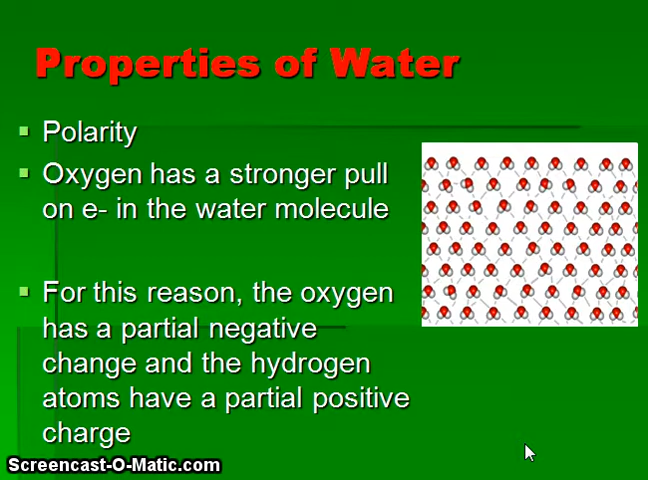 Properties of Water
Polarity
Oxygen has a stronger pull
on e- in the water molecule
For this reason, the oxygen
has a partial negative
change and the hydrogen
atoms have a partial positive
charge
Screencast-O-Matic.com